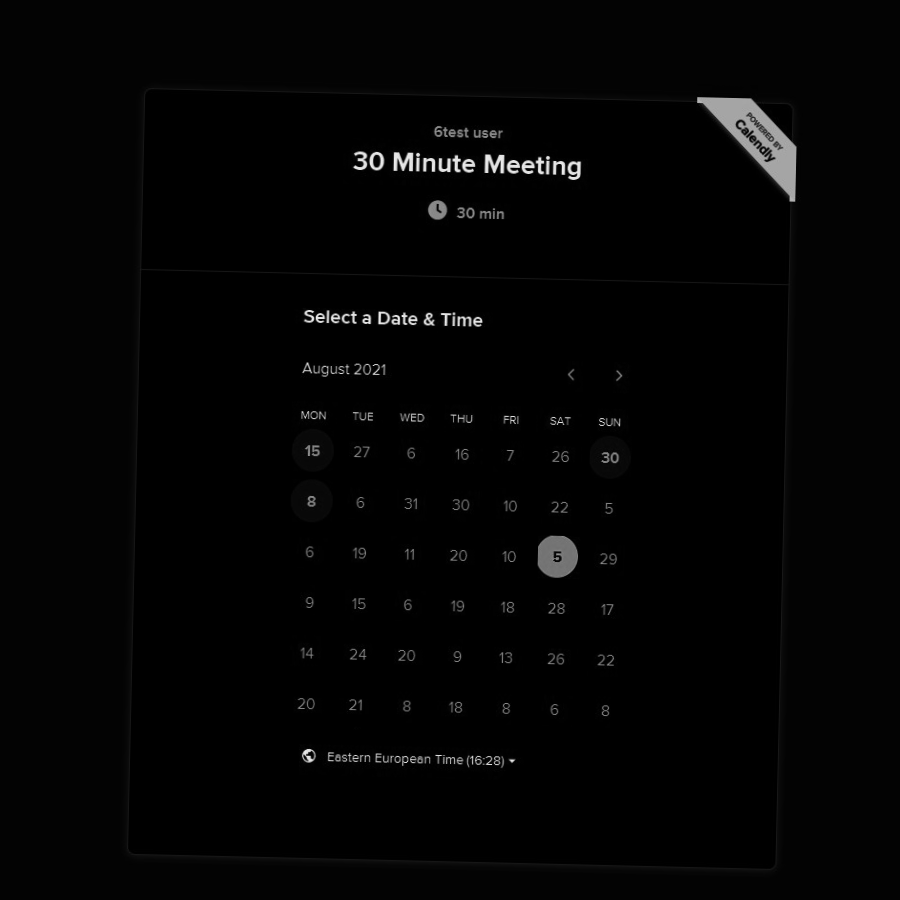 POWERED BY
Calendly
6test user
30 Minute Meeting
30 min
Select a Date & Time
August 2021
MON TUE WED THU FRI SAT SUN
15 27 6 16 7 26 30
8 6 31 30 10 22 5
6 19 11 20 10 5 29
9 15 6 19 18 28 17
14 24 20 9 13 26 22
20 21 8 18 8 6 8
Eastern European Time (16:28)